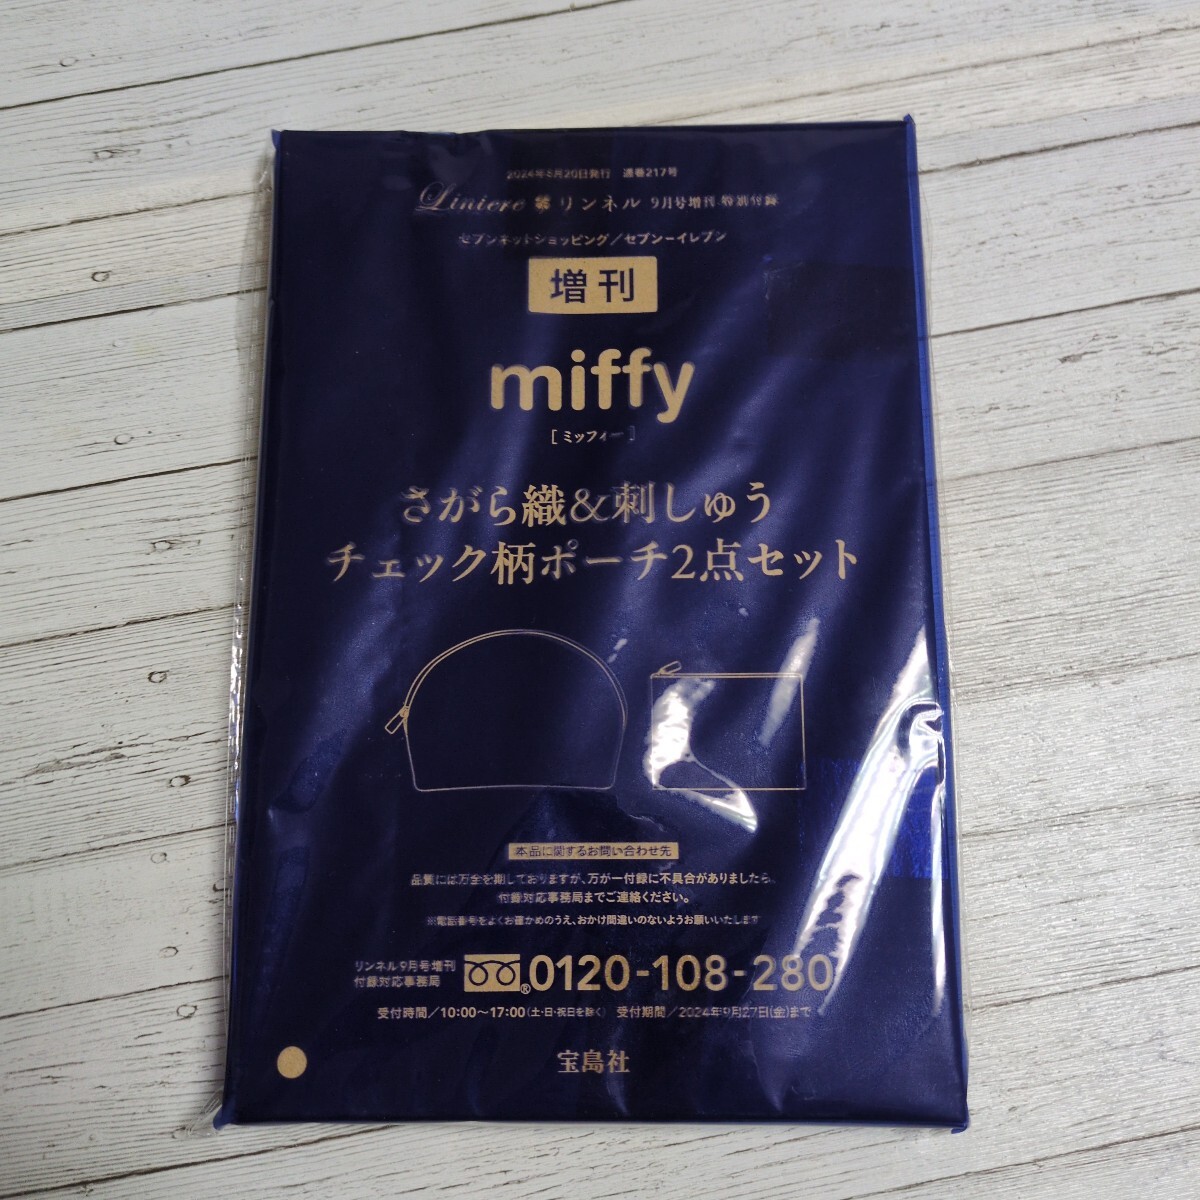 2024年8月20日発行 通巻217号
Liniere リンネル 9月号増刊 特別付録
セブンネットショッピング/セブン-イレブン
増刊
miffy
[ミッフィー]
さがら織&刺しゅう
チェック柄ポーチ2点セット
本品に関するお問い合わせ先
品質には万全を期しておりますが、万が一付録に不具合がありましたら、
付録対応事務局までご連絡ください。
※電話番号をよくお確かめのうえ、おかけ間違いのないようお願いいたします
リンネル9月号増刊
付録対応事務局
® 0120-108-280
受付時間/10:00〜17:00(土・日・祝日を除く) 受付期間/2024年9月27日(金)まで
宝島社